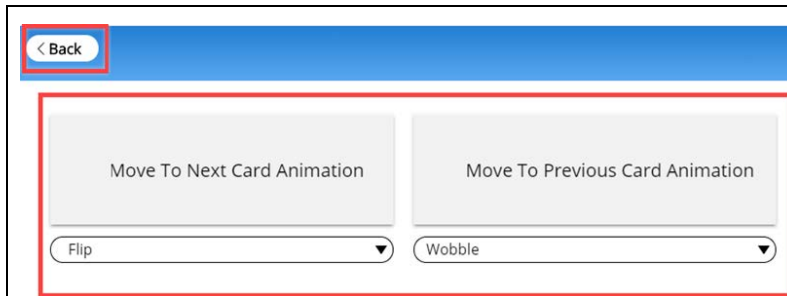 Back
Move To Next Card Animation
Move To Previous Card Animation
Flip
Wobble